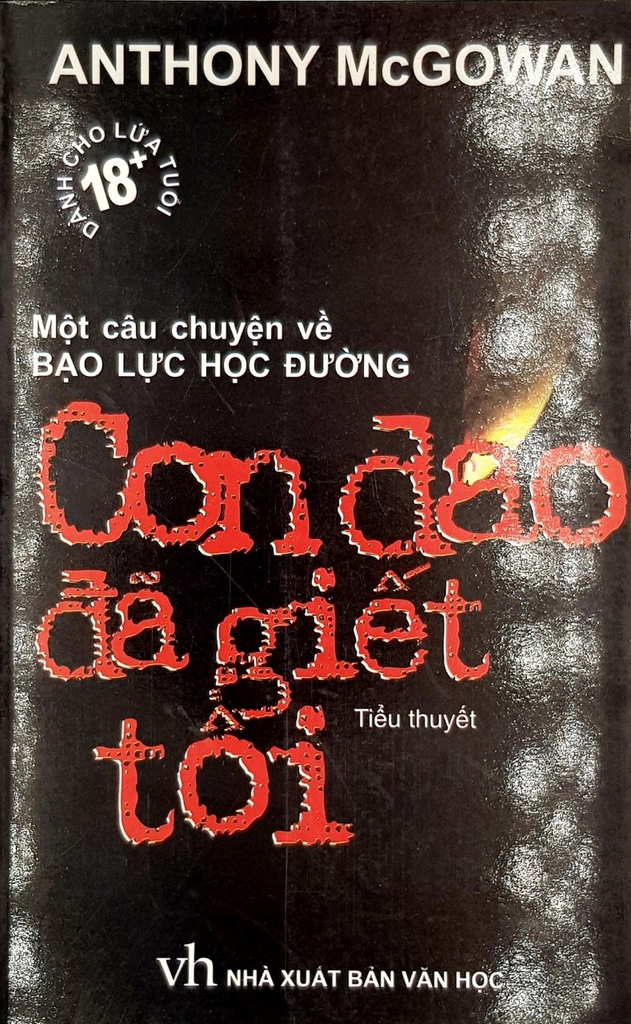 ANTHONY McGOWAN
DÀNH CHO LỨA TUỔI
18+
Một câu chuyện về
BẠO LỰC HỌC ĐƯỜNG
Con dao
đã giết
tôi
Tiểu thuyết
vh NHÀ XUẤT BẢN VĂN HỌC